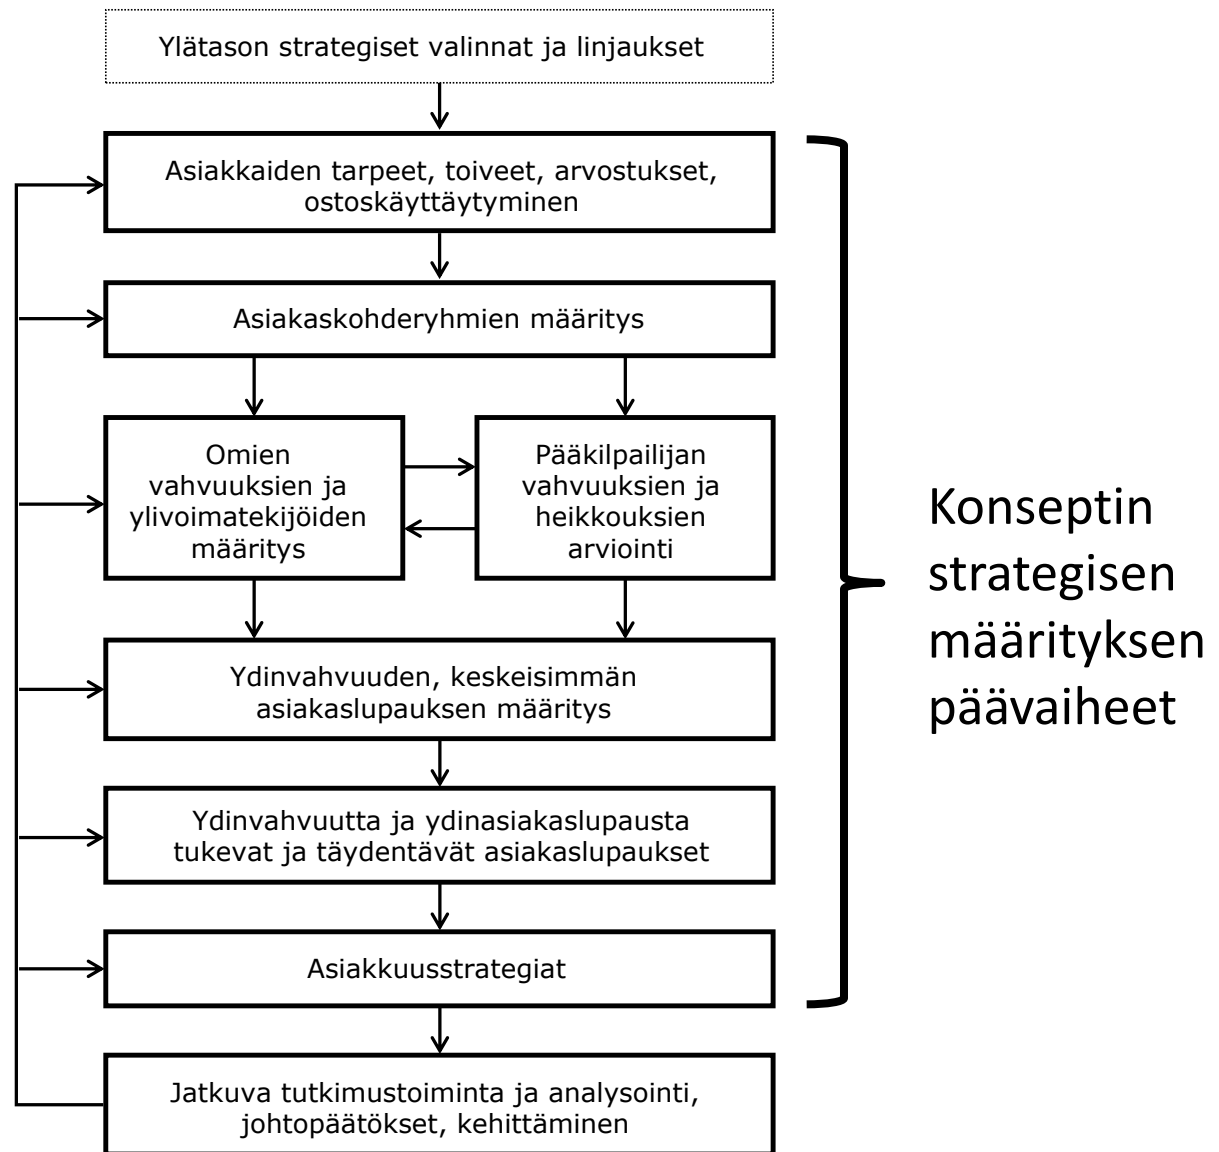 Ylätason strategiset valinnat ja linjaukset
Asiakkaiden tarpeet, toiveet, arvostukset,
ostoskäyttäytyminen
Asiakaskohderyhmien määritys
Omien
vahvuuksien ja
ylivoimatekijöiden
määritys
Pääkilpailijan
vahvuuksien ja
heikkouksien
arviointi
Ydinvahvuuden, keskeisimmän
asiakaslupauksen määritys
Ydinvahvuutta ja ydinasiakaslupausta
tukevat ja täydentävät asiakaslupaukset
Asiakkuusstrategiat
Jatkuva tutkimustoiminta ja analysointi,
johtopäätökset, kehittäminen
Konseptin
strategisen
määrityksen
päävaiheet